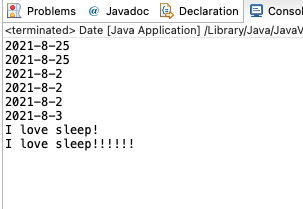 Problems @ Javadoc Declaration Conso
<terminated> Date [Java Application] /Library/Java/JavaV
2021-8-25
2021-8-25
2021-8-2
2021-8-2
2021-8-2
2021-8-3
I love sleep!
I love sleep!!!!!!